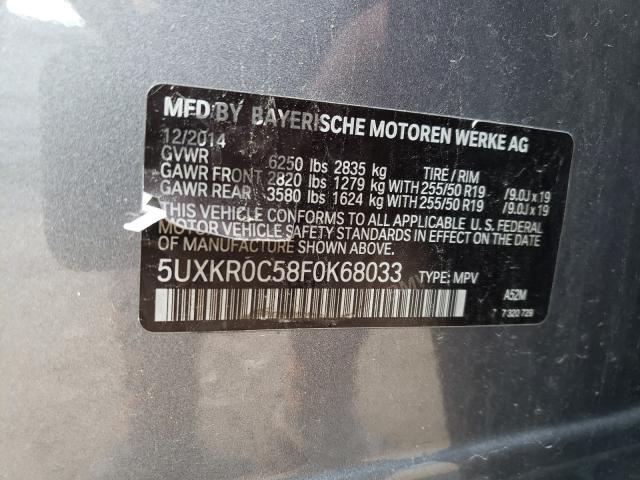 MFD BY BAYERISCHE MOTOREN WERKE AG
12/2014
GVWR 6250 lbs 2835 kg TIRE / RIM
GAWR FRONT 2820 lbs 1279 kg WITH 255/50 R19 /9.0J x 19
GAWR REAR 3580 lbs 1624 kg WITH 255/50 R19 /9.0J x 19
THIS VEHICLE CONFORMS TO ALL APPLICABLE U.S. FEDERAL
MOTOR VEHICLE SAFETY STANDARDS IN EFFECT ON THE DATE
OF MANUFACTURE SHOWN ABOVE.
5UXKR0C58F0K68033 TYPE: MPV
A52M
7 320 729